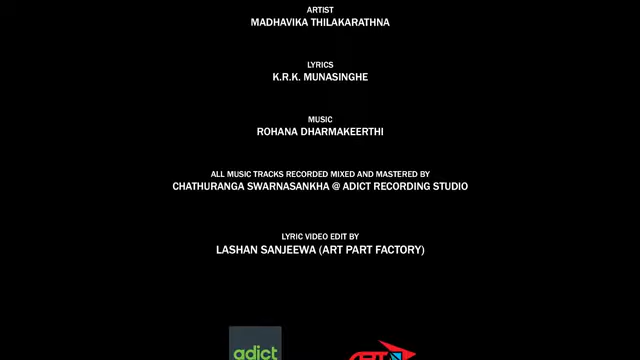 ARTIST
MADHAVIKA THILAKARATHNA
LYRICS
K.R.K. MUNASINGHE
MUSIC
ROHANA DHARMAKEERTHI
ALL MUSIC TRACKS RECORDED MIXED AND MASTERED BY
CHATHURANGA SWARNASANKHA @ ADICT RECORDING STUDIO
LYRIC VIDEO EDIT BY
LASHAN SANJEEWA (ART PART FACTORY)
adict